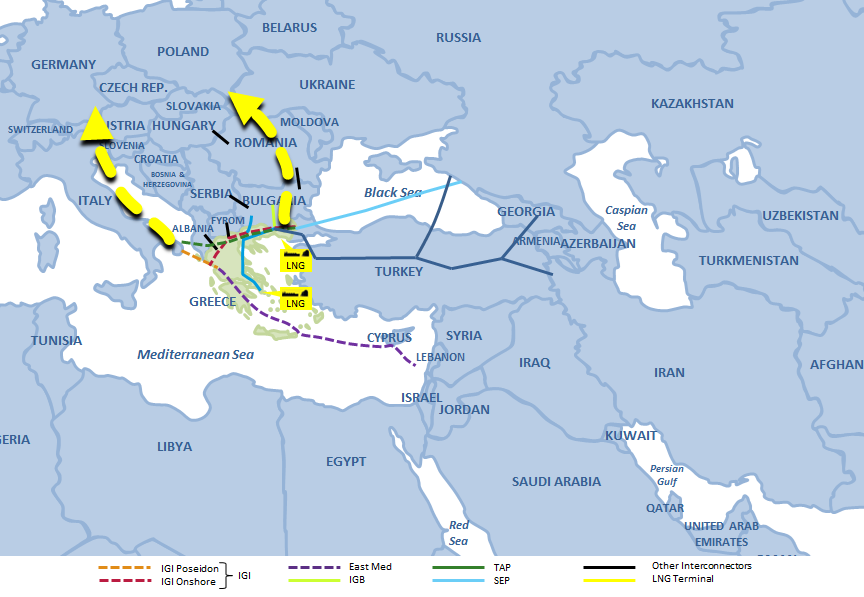 BELARUS
RUSSIA
POLAND
GERMANY
UKRAINE
CZECH REP.
KAZAKHSTAN
SLOVAKIA
MOLDOVA
SWITZERLAND
USTRIA
HUNGARY
ROMANIA
LOVENIA
CROATIA
BOSNIA &
HERZEGOVINA
ITALY
SERBIA
BULGARIA
Black Sea
GEORGIA
Caspian
Sea
UZBEKISTAN
FYROM
ALBANIA
ARMENIA
AZERBAIJAN
TURKMENISTAN
LNG
TURKEY
GREECE
LNG
TUNISIA
CYPRUS
SYRIA
Mediterranean Sea
LEBANON
IRAQ
IRAN
AFGHAN
ISRAEL
JORDAN
ERIA
LIBYA
KUWAIT
EGYPT
Persian
Gulf
SAUDI ARABIA
QATAR
Red
Sea
UNITED ARAB
EMIRATES
IGI Poseidon
IGI Onshore
IGI
East Med
IGB
TAP
SEP
Other Interconnectors
LNG Terminal